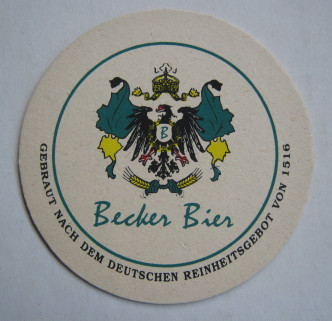 B
Becker Bier
GEBRAUT NACH DEM DEUTSCHEN REINHEITSGEBOT VON 1516